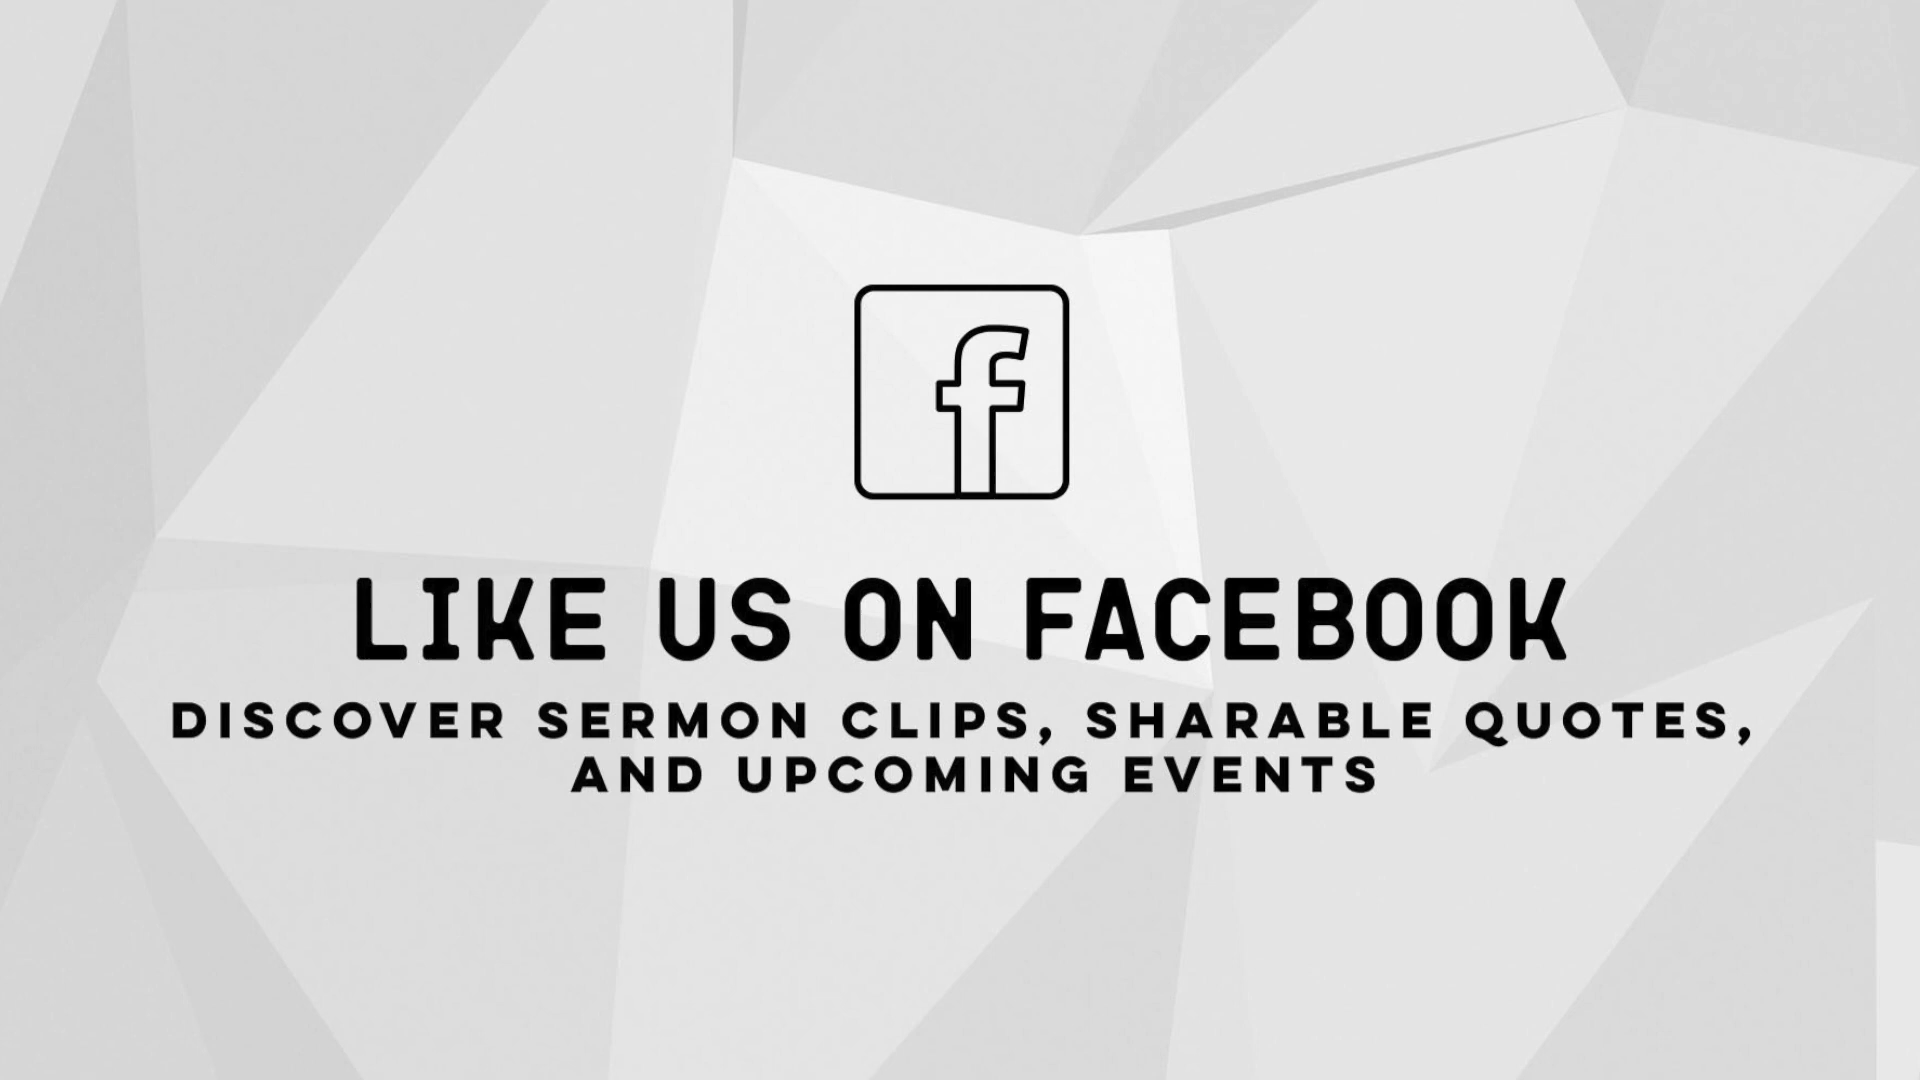 f
LIKE US ON FACEBOOK
DISCOVER SERMON CLIPS, SHARABLE QUOTES,
AND UPCOMING EVENTS